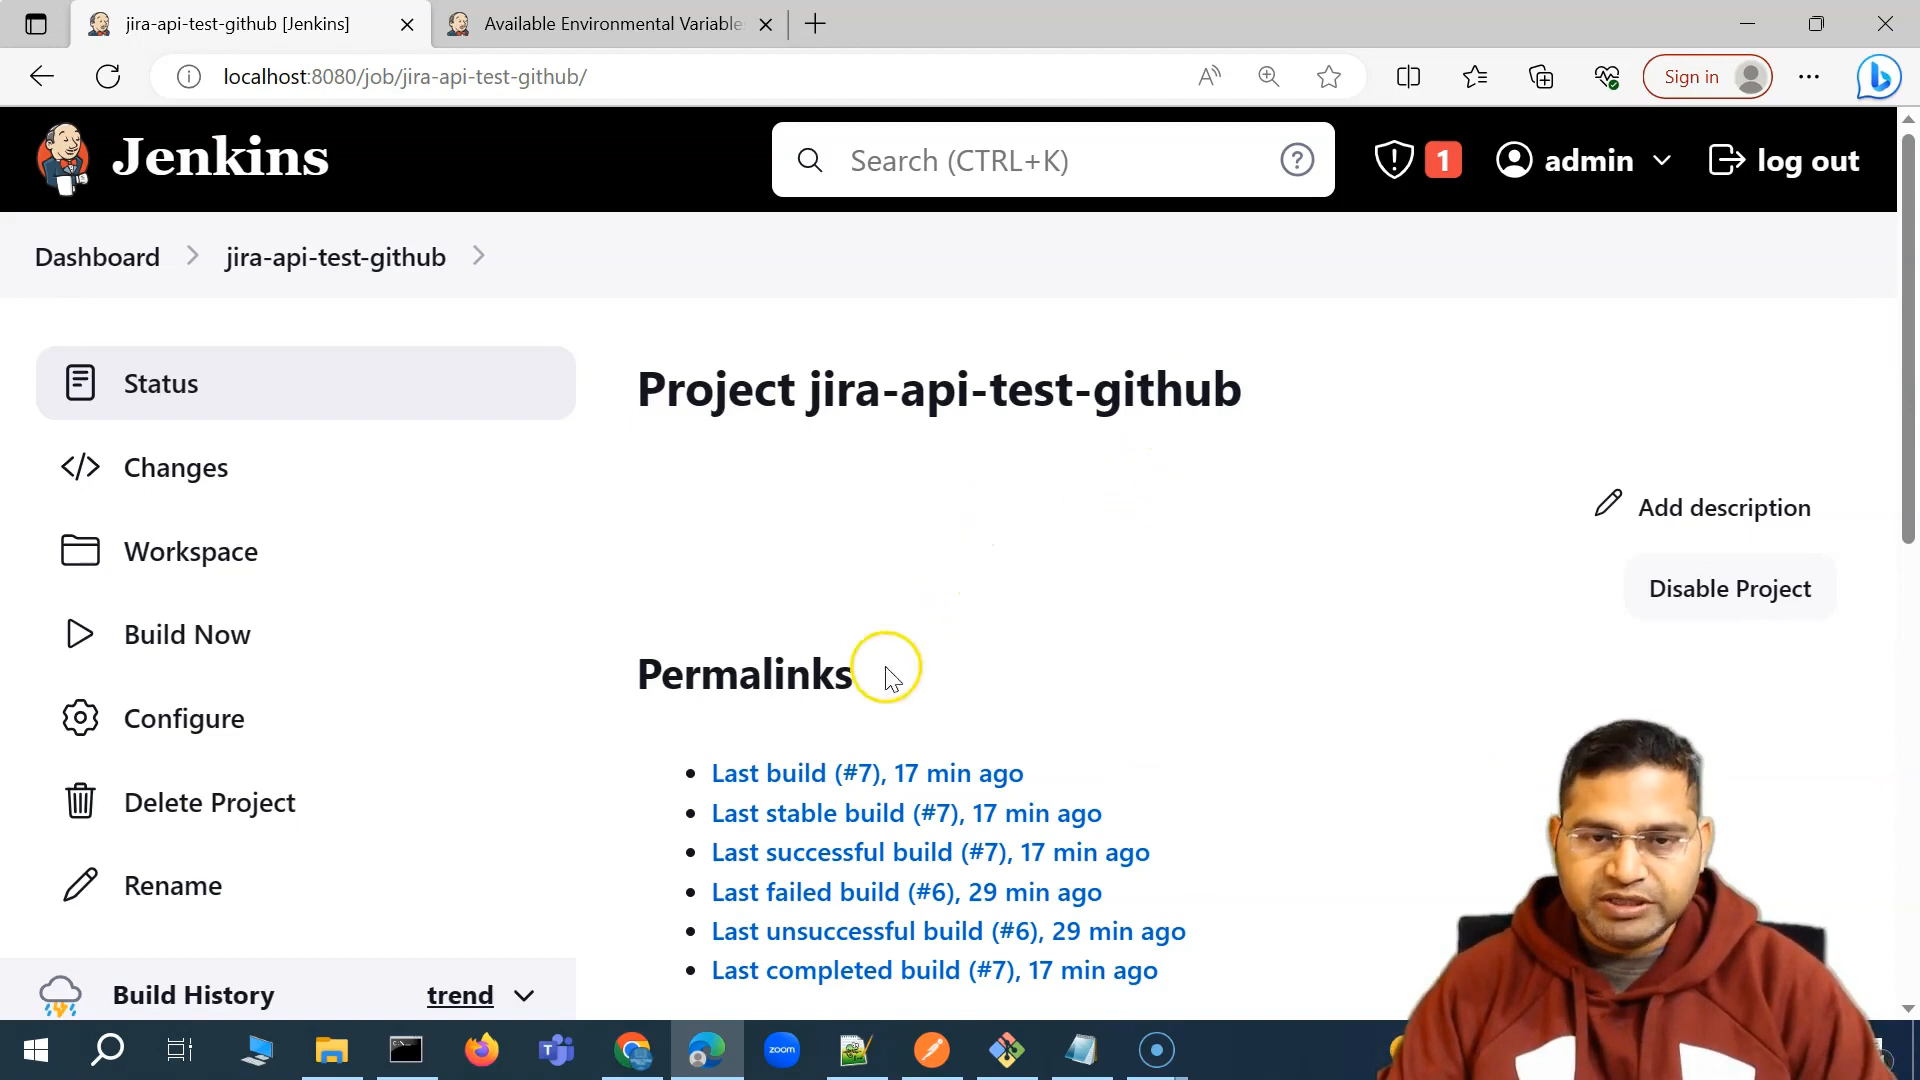 jira-api-test-github [Jenkins]
Available Environmental Variable
localhost:8080/job/jira-api-test-github/
Sign in
Jenkins
Search (CTRL+K)
1
admin
log out
Dashboard
jira-api-test-github
Status
Changes
Workspace
Build Now
Configure
Delete Project
Rename
Build History
trend
Project jira-api-test-github
Add description
Disable Project
Permalinks
Last build (#7), 17 min ago
Last stable build (#7), 17 min ago
Last successful build (#7), 17 min ago
Last failed build (#6), 29 min ago
Last unsuccessful build (#6), 29 min ago
Last completed build (#7), 17 min ago
zoom